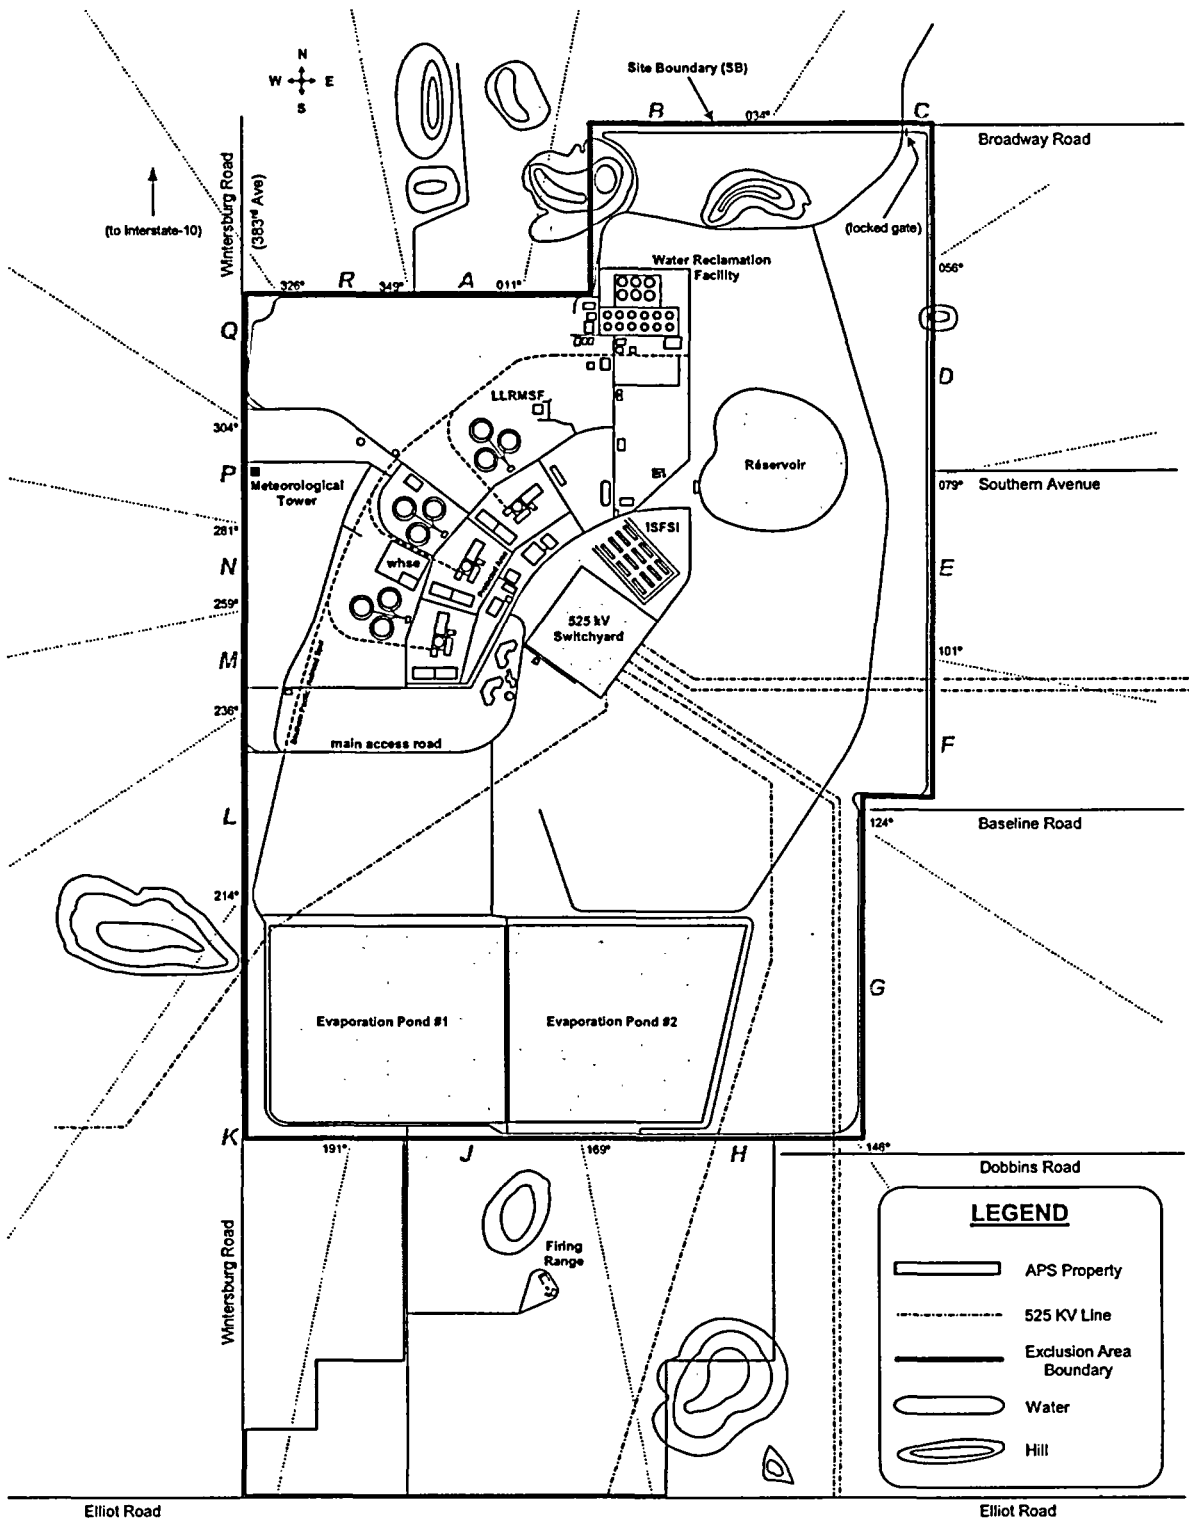 Site Boundary (SB)
N
W E
S
B
034°
C
Broadway Road
Wintersburg Road
(383rd Ave)
(to Interstate-10)
(locked gate)
Water Reclamation
Facility
056°
326°
R
349°
A
011°
Q
D
LLRMSF
304°
P
Meteorological
Tower
Réservoir
079°
Southern Avenue
281°
ISFSI
N
whse
Protected Area
E
259°
525 kV
Switchyard
M
101°
236°
main access road
F
L
124°
Baseline Road
214°
G
Evaporation Pond #1
Evaporation Pond #2
K
191°
J
169°
H
146°
Dobbins Road
Wintersburg Road
Firing
Range
LEGEND
APS Property
525 KV Line
Exclusion Area
Boundary
Water
Hill
Elliot Road
Elliot Road